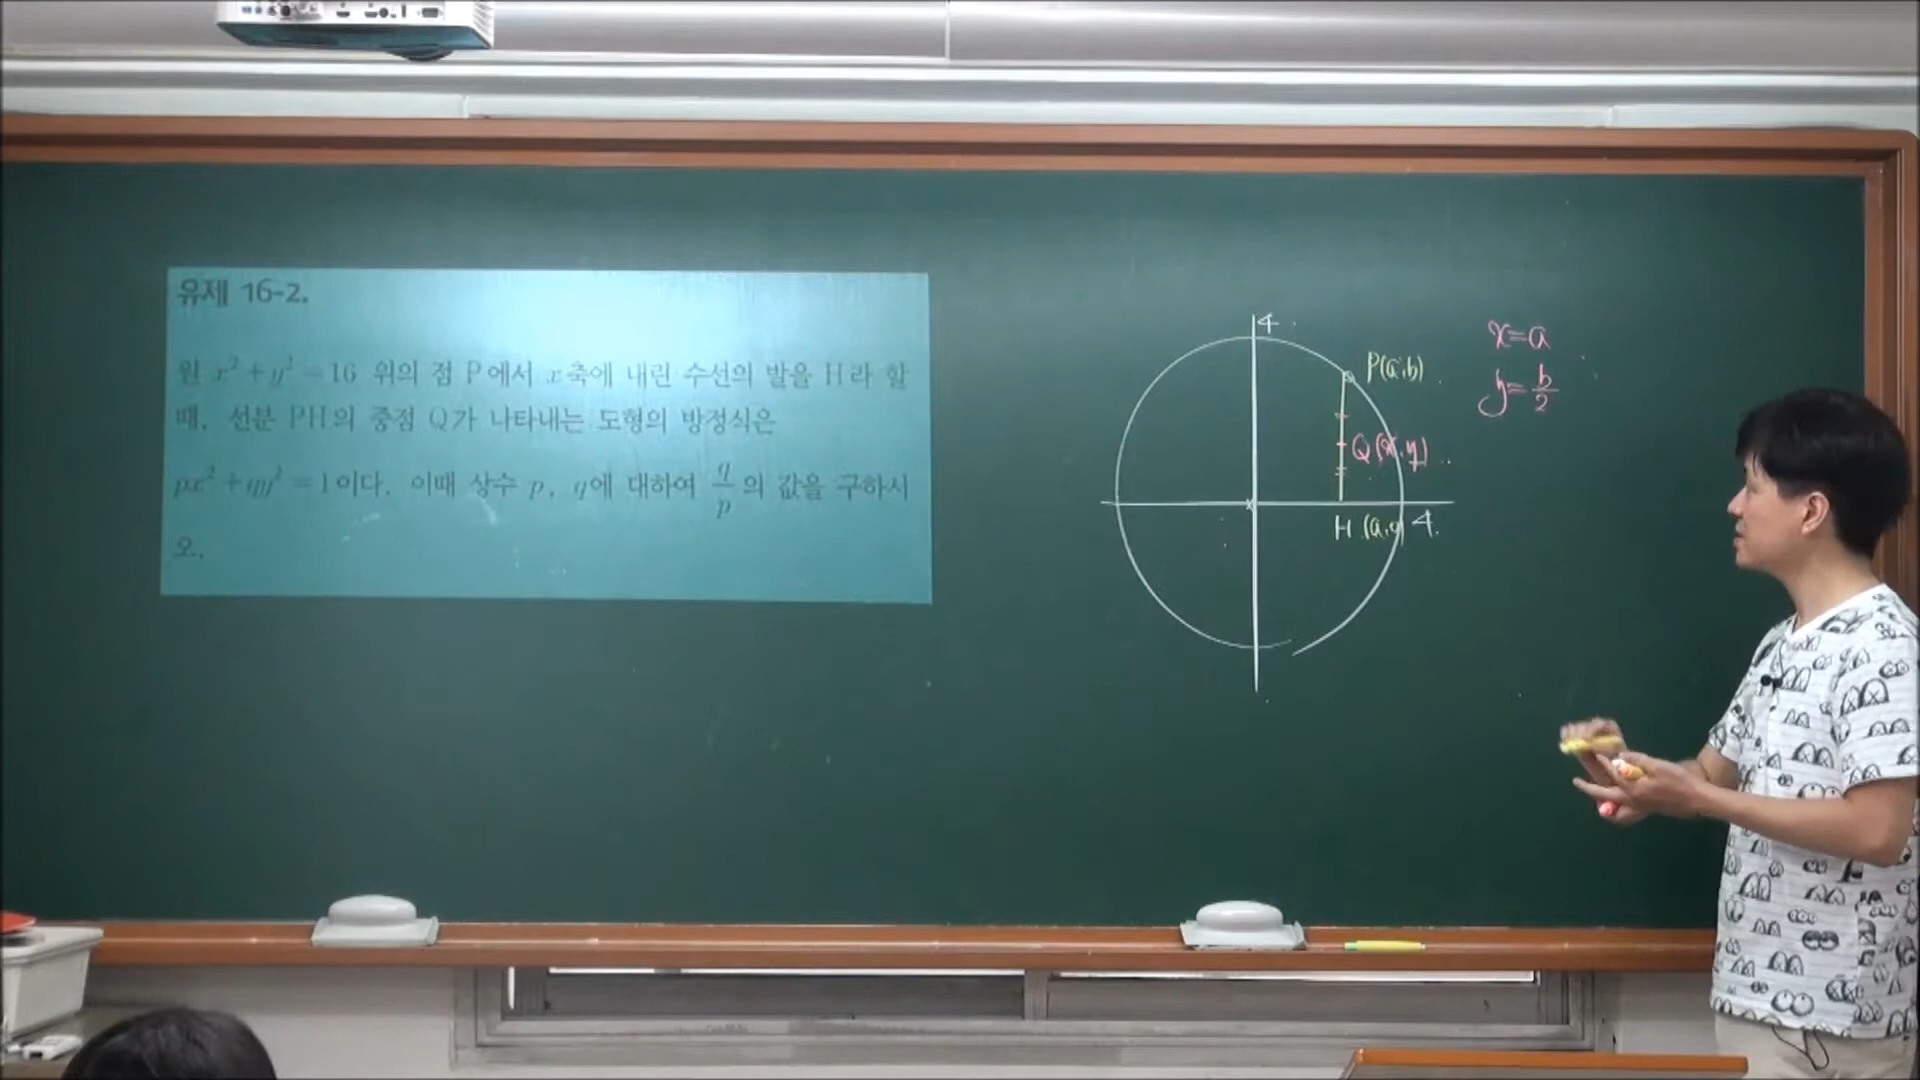 유제 16-2.
원 x² + y² = 16 위의 점 P에서 x축에 내린 수선의 발을 H라 할
때, 선분 PH의 중점 Q가 나타내는 도형의 방정식은
px² + qy² = 1이다. 이때 상수 p, q에 대하여 q/p의 값을 구하시
오.
4
P(a,b)
Q(x,y)
H (a,0) 4
x=a
y=b/2